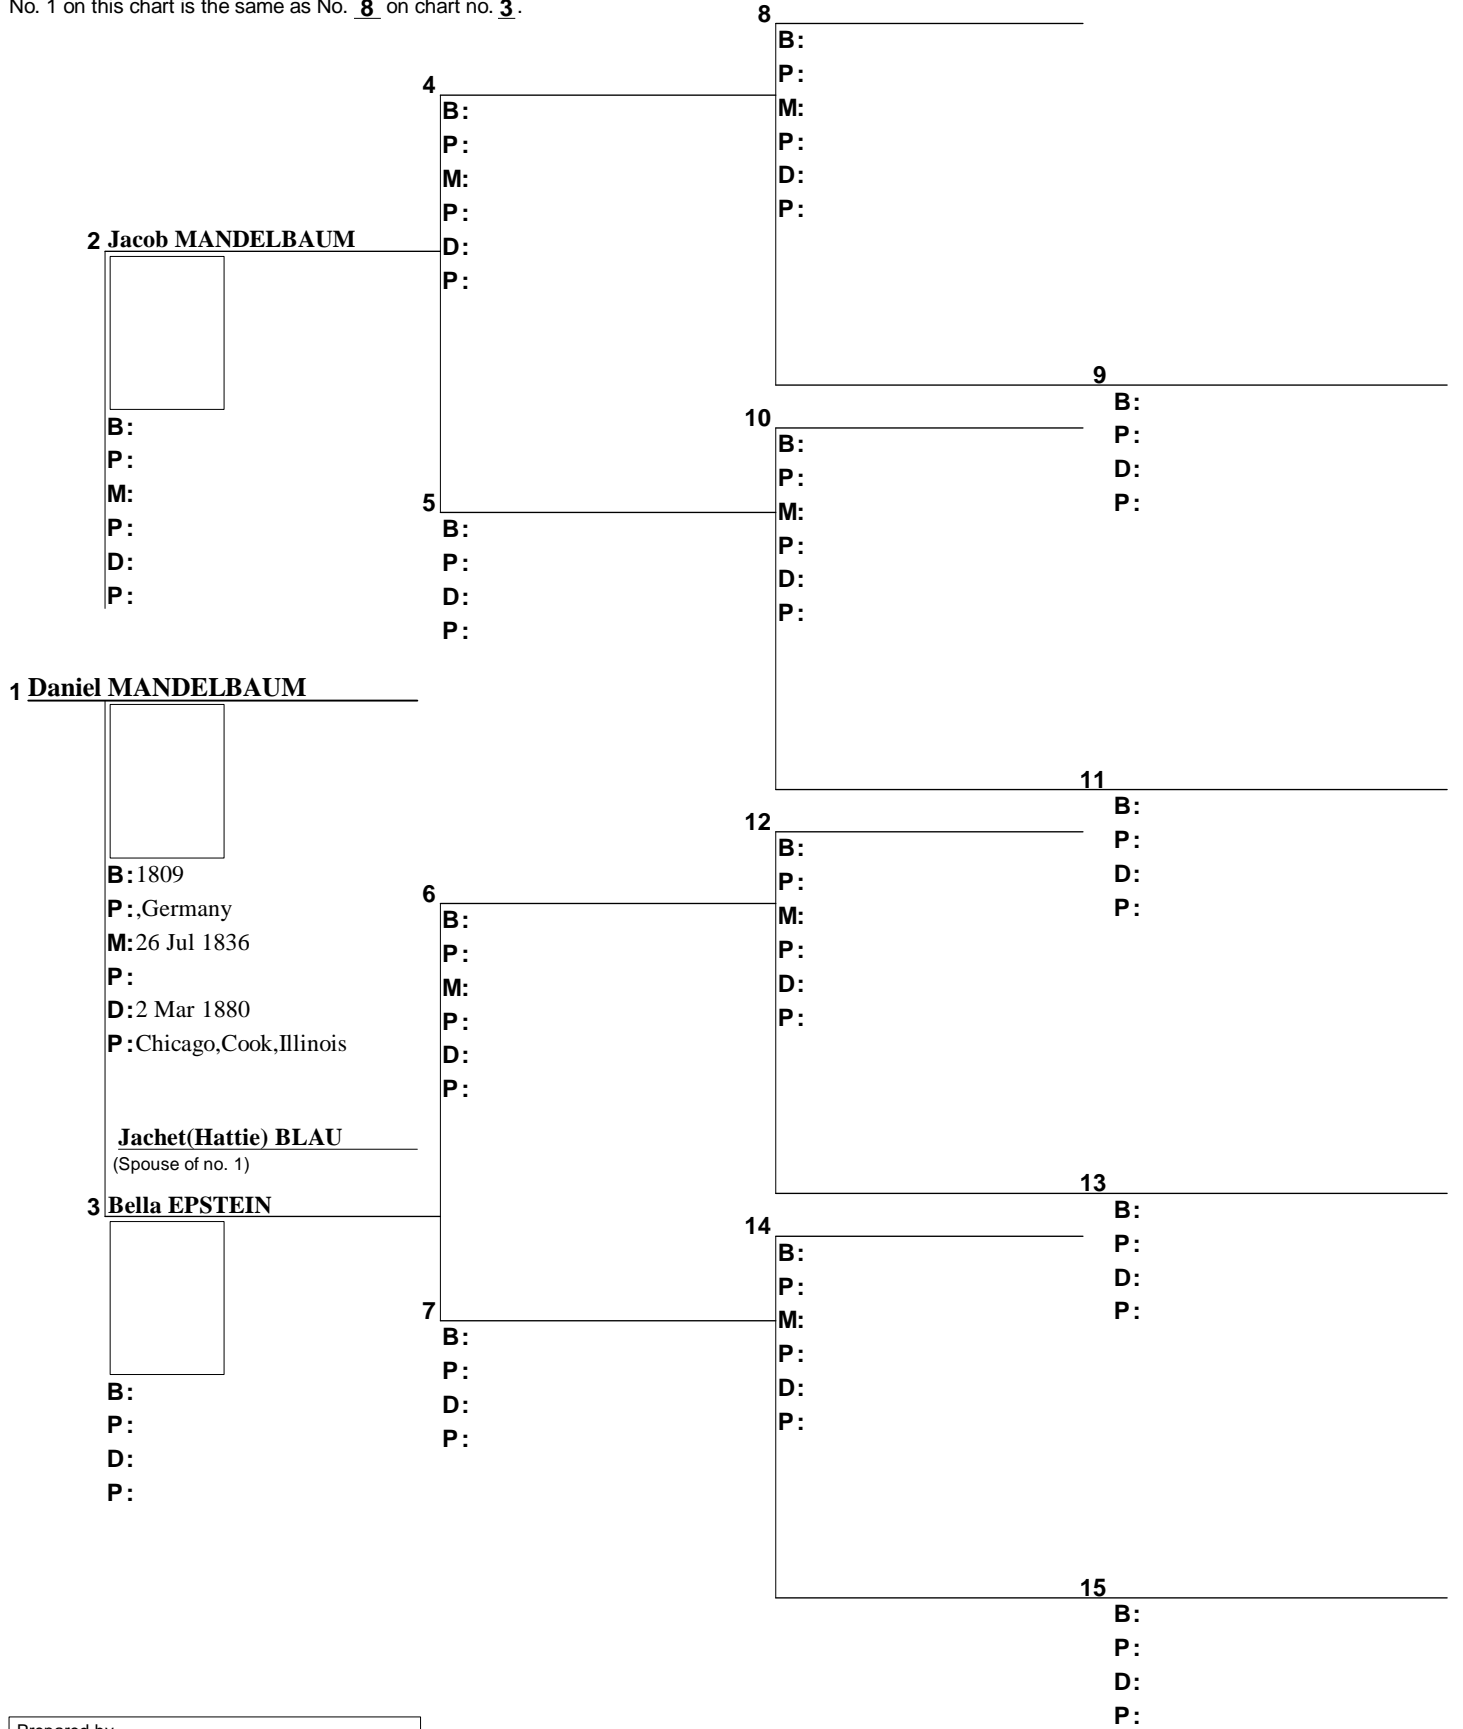 No. 1 on this chart is the same as No. 8 on chart no. 3.
8
B:
P:
M:
P:
D:
P:
4
B:
P:
M:
P:
D:
P:
2 Jacob MANDELBAUM
B:
P:
M:
P:
D:
P:
9
B:
P:
D:
P:
10
B:
P:
M:
P:
D:
P:
5
B:
P:
D:
P:
1 Daniel MANDELBAUM
B:1809
P:,Germany
M:26 Jul 1836
P:
D:2 Mar 1880
P:Chicago,Cook,Illinois
Jachet(Hattie) BLAU
(Spouse of no. 1)
11
B:
P:
D:
P:
12
B:
P:
M:
P:
D:
P:
6
B:
P:
M:
P:
D:
P:
3 Bella EPSTEIN
B:
P:
D:
P:
13
B:
P:
D:
P:
14
B:
P:
M:
P:
D:
P:
7
B:
P:
D:
P:
15
B:
P:
D:
P:
Prepared by